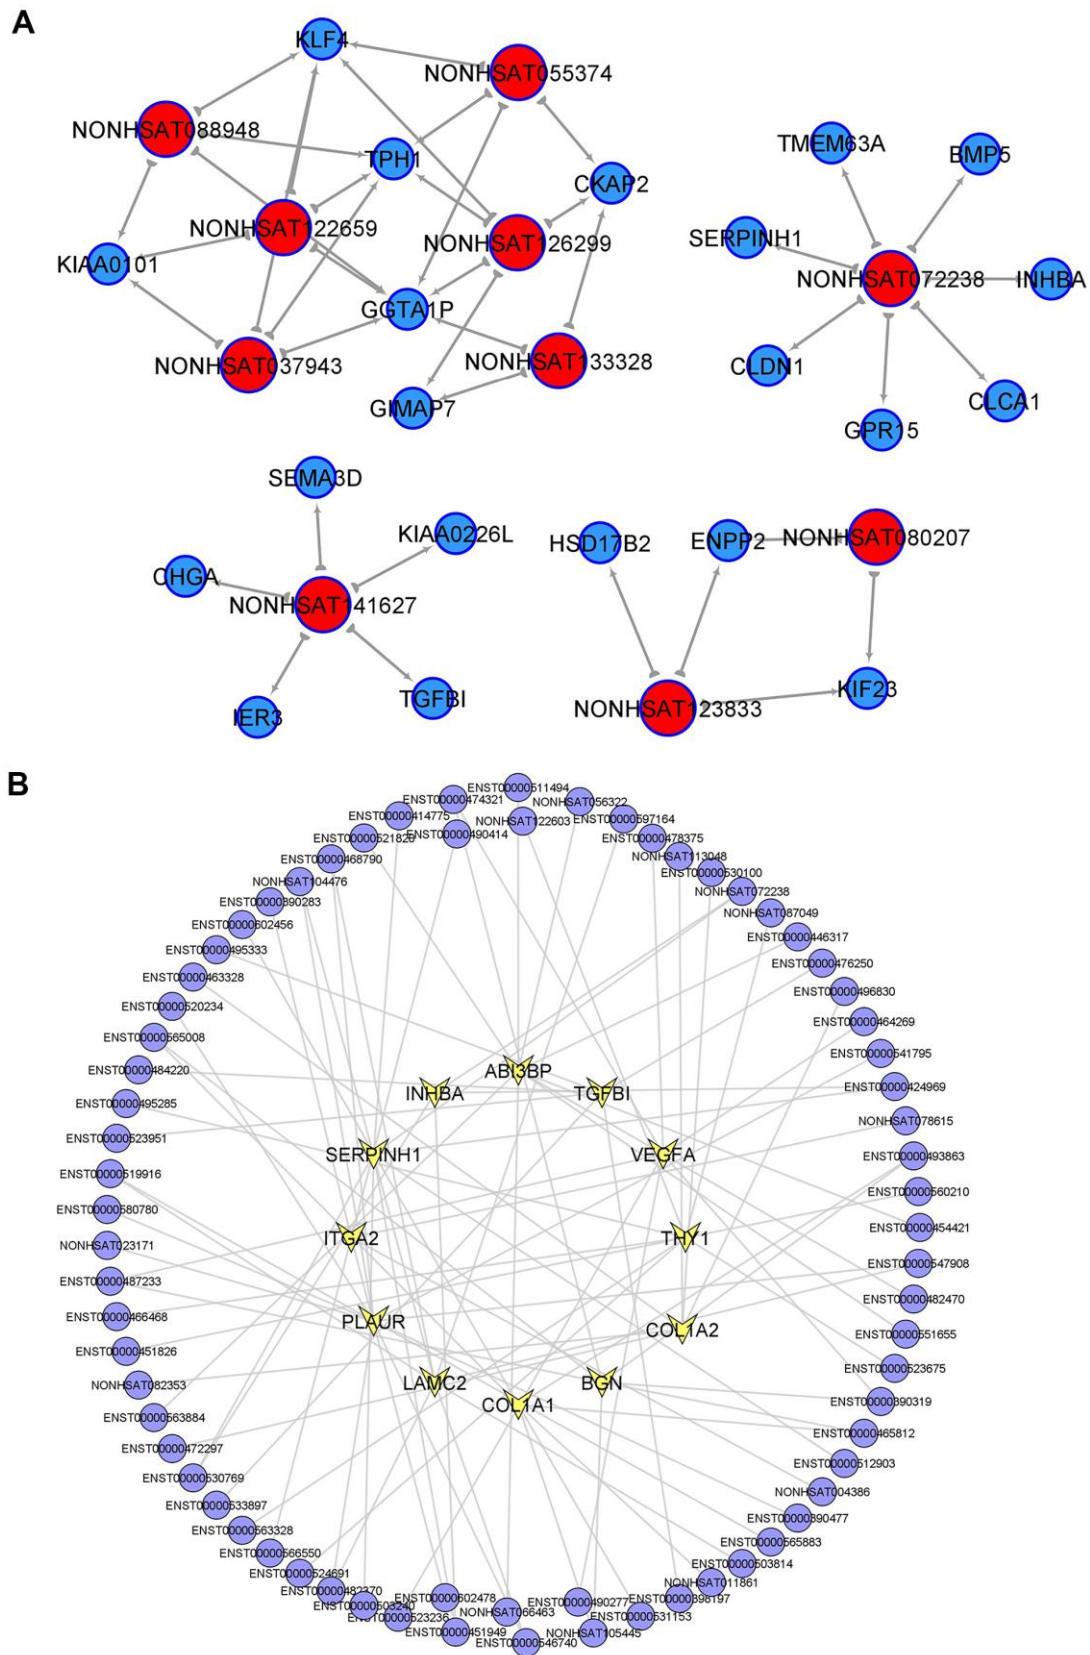 A
KLF4
NONHSAT055374
NONHSAT088948
TPH1
CKAP2
NONHSAT122659
NONHSAT126299
KIAA0101
GGTA1P
NONHSAT037943
NONHSAT133328
GIMAP7
TMEM63A
BMP5
SERPINH1
NONHSAT072238
INHBA
CLDN1
CLCA1
GPR15
SEMA3D
KIAA0226L
CHGA
NONHSAT141627
IER3
TGFBI
HSD17B2
ENPP2
NONHSAT080207
KIF23
NONHSAT123833
B
ENST00000511494
ENST00000474321
NONHSAT056322
ENST00000414775
NONHSAT122603
ENST00000597164
ENST00000521828
ENST00000490414
ENST00000478375
ENST00000468790
NONHSAT113048
NONHSAT104476
ENST00000530100
ENST00000390283
NONHSAT072238
ENST00000602456
NONHSAT087049
ENST00000495333
ENST00000446317
ENST00000463328
ENST00000476250
ENST00000520234
ENST00000496830
ENST00000565008
ENST00000464269
ENST00000484220
ENST00000541795
ENST00000495285
ENST00000424969
ENST00000523951
NONHSAT078615
ENST00000519916
ENST00000493863
ENST00000580780
ENST00000560210
NONHSAT023171
ENST00000454421
ENST00000487233
ENST00000547908
ENST00000466468
ENST00000482470
ENST00000451826
ENST00000551655
NONHSAT082353
ENST00000523675
ENST00000563884
ENST00000390319
ENST00000472297
ENST00000465812
ENST00000530769
ENST00000512903
ENST00000533897
NONHSAT004386
ENST00000563328
ENST00000390477
ENST00000566550
ENST00000565883
ENST00000524691
ENST00000503814
ENST00000482370
NONHSAT011861
ENST00000503240
ENST00000398197
ENST00000523236
ENST00000602478
NONHSAT066463
ENST00000490277
ENST00000531153
ENST00000451949
NONHSAT105445
ENST00000546740
ABI3BP
INHBA
TGFBI
SERPINH1
VEGFA
ITGA2
THY1
PLAUR
COL1A2
LAMC2
BGN
COL1A1